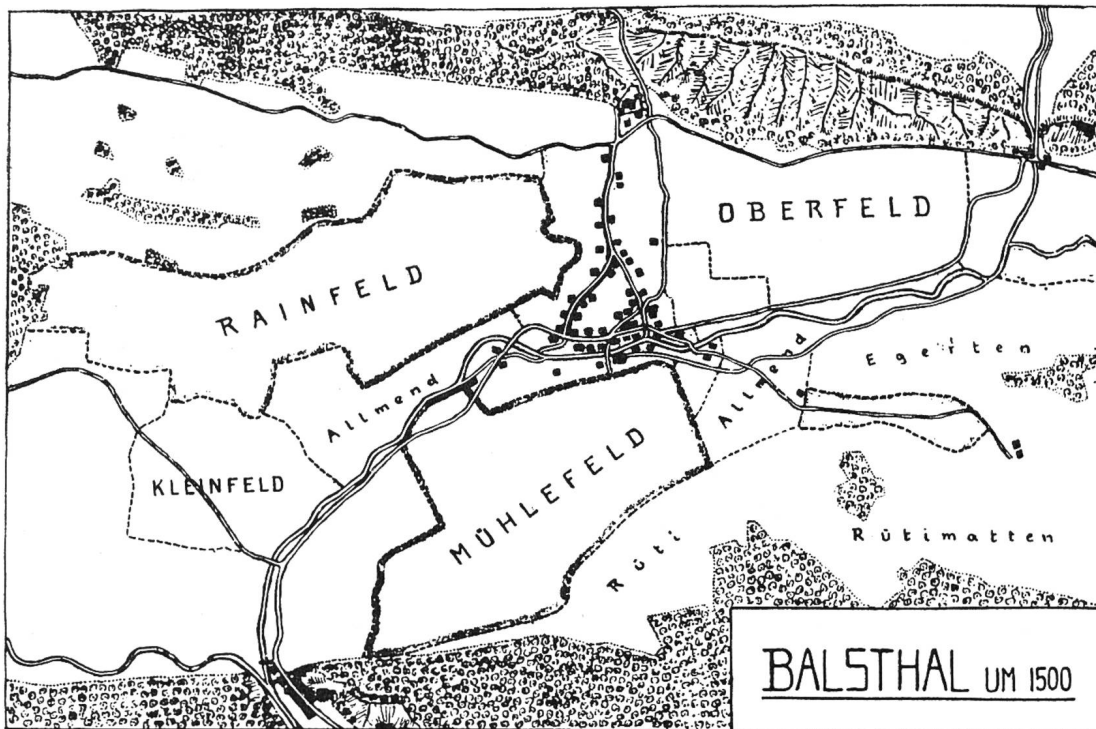 OBERFELD
RAINFELD
Allmend
Allmend
Egerten
KLEINFELD
MÜHLEFELD
Rüti
Rütimatten
BALSTHAL UM 1500